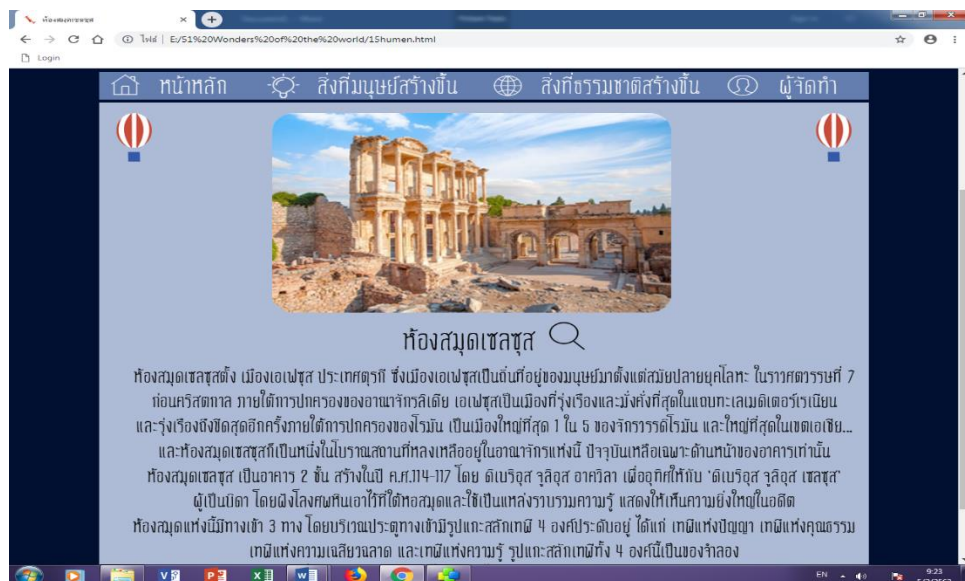 ห้องสมุดเซลซุส
ไฟล์ | E:/51%20Wonders%20of%20the%20world/15humen.html
Login
หน้าหลัก สิ่งที่มนุษย์สร้างขึ้น สิ่งที่ธรรมชาติสร้างขึ้น ผู้จัดทำ
ห้องสมุดเซลซุส
ห้องสมุดเซลซุสตั้ง เมืองเอเฟซุส ประเทศตุรกี ซึ่งเมืองเอเฟซุสเป็นถิ่นที่อยู่ของมนุษย์มาตั้งแต่สมัยปลายยุคโลหะ ในราวศตวรรษที่ 7
ก่อนคริสตกาล ภายใต้การปกครองของอาณาจักรลิเดีย เอเฟซุสเป็นเมืองที่รุ่งเรืองและมั่งคั่งที่สุดในแถบทะเลเมดิเตอร์เรเนียน
และรุ่งเรืองถึงขีดสุดอีกครั้งภายใต้การปกครองของโรมัน เป็นเมืองใหญ่ที่สุด 1 ใน 5 ของจักรวรรดิโรมัน และใหญ่ที่สุดในเขตเอเชีย...
และห้องสมุดเซสซุสก็เป็นหนึ่งในโบราณสถานที่หลงเหลืออยู่ในอาณาจักรแห่งนี้ ปัจจุบันเหลือเฉพาะด้านหน้าของอาคารเท่านั้น
ห้องสมุดเซลซุส เป็นอาคาร 2 ชั้น สร้างในปี ค.ศ.114-117 โดย ติเบริอุส จูลิอุส อาควิลา เพื่ออุทิศให้กับ 'ติเบริอุส จูลิอุส เซลซุส'
ผู้เป็นบิดา โดยฝังโลงศพหินเอาไว้ที่ใต้หอสมุดและใช้เป็นแหล่งรวบรวมความรู้ แสดงให้เห็นความยิ่งใหญ่ในอดีต
ห้องสมุดแห่งนี้มีทางเข้า 3 ทาง โดยบริเวณประตูทางเข้ามีรูปแกะสลักเทพี 4 องค์ประดับอยู่ ได้แก่ เทพีแห่งปัญญา เทพีแห่งคุณธรรม
เทพีแห่งความเฉลียวฉลาด และเทพีแห่งความรู้ รูปแกะสลักเทพีทั้ง 4 องค์นี้เป็นของจำลอง
EN 9:23